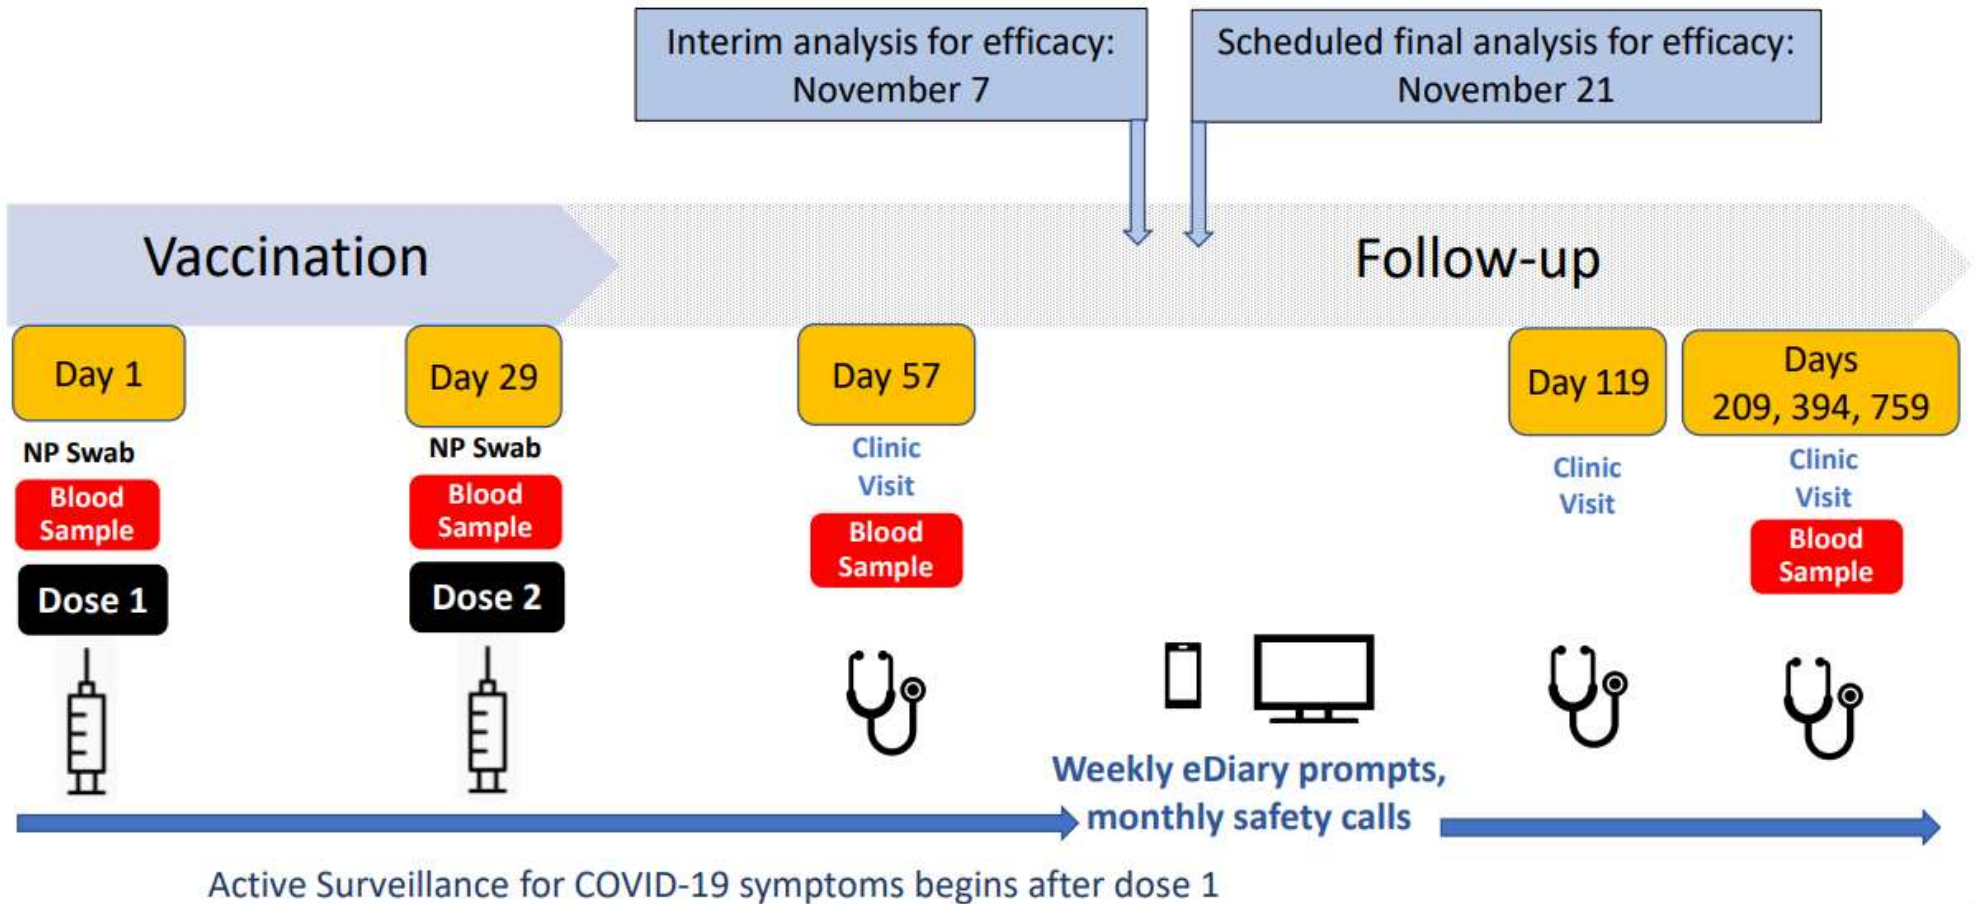 Interim analysis for efficacy:
November 7
Scheduled final analysis for efficacy:
November 21
Vaccination
Follow-up
Day 1
NP Swab
Blood
Sample
Dose 1
Day 29
NP Swab
Blood
Sample
Dose 2
Day 57
Clinic
Visit
Blood
Sample
Weekly eDiary prompts,
monthly safety calls
Day 119
Clinic
Visit
Days
209, 394, 759
Clinic
Visit
Blood
Sample
Active Surveillance for COVID-19 symptoms begins after dose 1